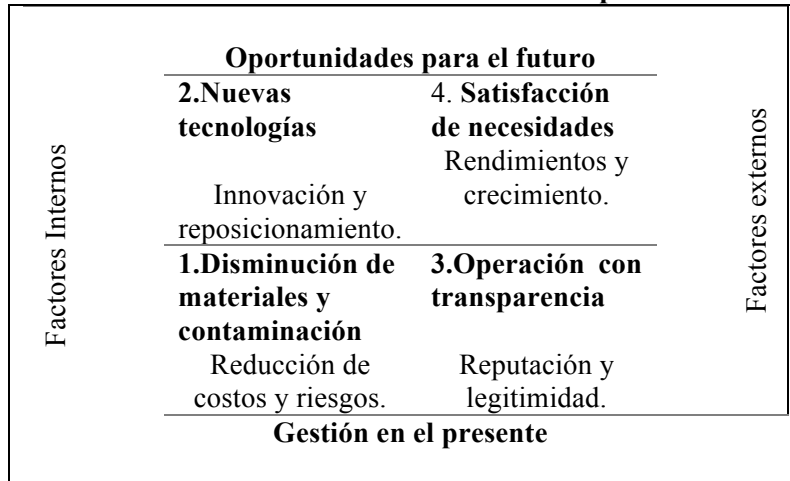 Oportunidades para el futuro
2.Nuevas tecnologías
Innovación y reposicionamiento.
4. Satisfacción de necesidades
Rendimientos y crecimiento.
1.Disminución de materiales y contaminación
Reducción de costos y riesgos.
3.Operación con transparencia
Reputación y legitimidad.
Gestión en el presente
Factores Internos
Factores externos